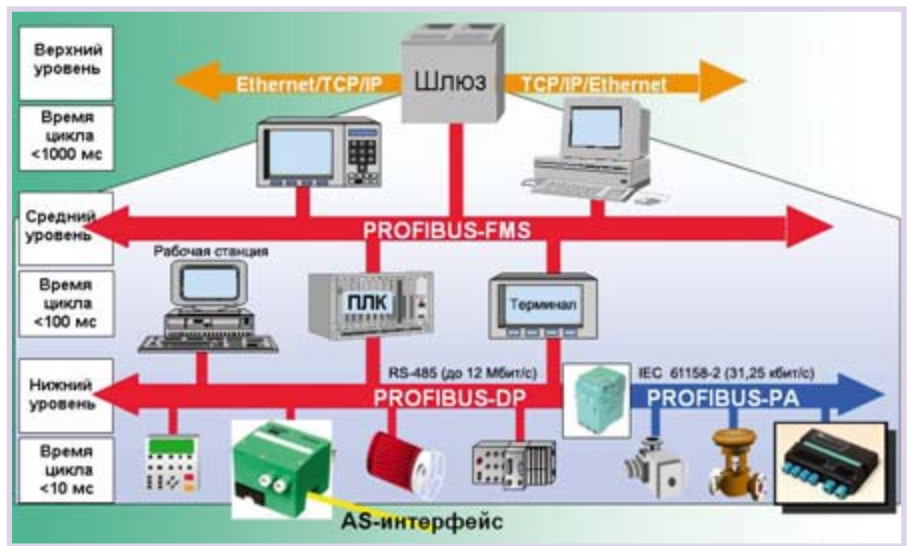 Верхний
уровень
Ethernet/TCP/IP
Шлюз
TCP/IP/Ethernet
Время
цикла
<1000 мс
Средний
уровень
PROFIBUS-FMS
Рабочая станция
Время
цикла
<100 мс
ПЛК
Терминал
Нижний
уровень
RS-485 (до 12 Мбит/с)
IEC 61158-2 (31,25 кбит/с)
PROFIBUS-DP
PROFIBUS-PA
Время
цикла
<10 мс
AS-интерфейс